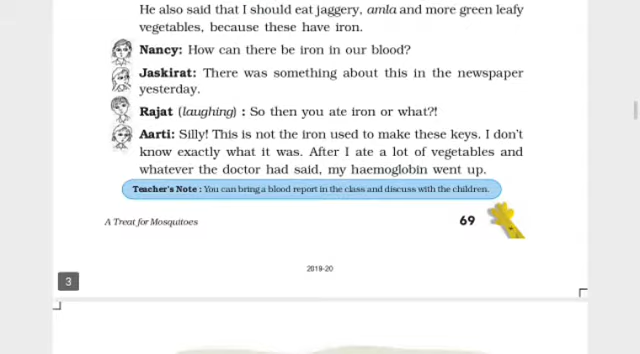 He also said that I should eat jaggery, amla and more green leafy
vegetables, because these have iron.
Nancy: How can there be iron in our blood?
Jaskirat: There was something about this in the newspaper
yesterday.
Rajat (laughing) : So then you ate iron or what?!
Aarti: Silly! This is not the iron used to make these keys. I don't
know exactly what it was. After I ate a lot of vegetables and
whatever the doctor had said, my haemoglobin went up.
Teacher's Note : You can bring a blood report in the class and discuss with the children.
A Treat for Mosquitoes
69
2019-20
3